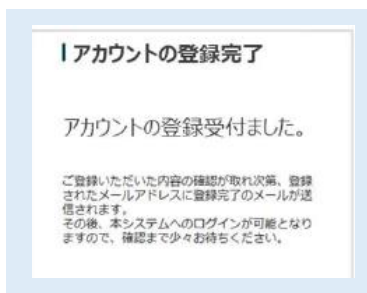 アカウントの登録完了
アカウントの登録受付ました。
ご登録いただいた内容の確認が取れ次第、登録
されたメールアドレスに登録完了のメールが送
信されます。
その後、本システムへのログインが可能となり
ますので、確認まで少々お待ちください。